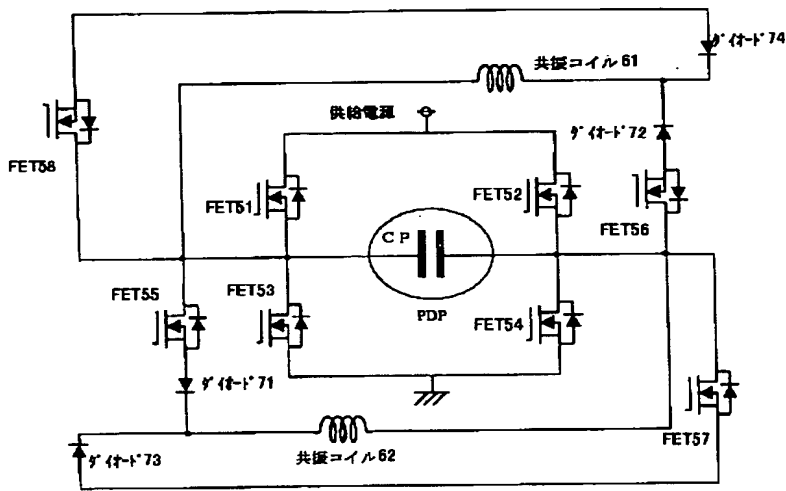 ダイオード74
共振コイル61
供給電源
ダイオード72
FET58
FET51
FET52
FET56
CP
FET55
FET53
PDP
FET54
ダイオード71
FET57
ダイオード73
共振コイル62